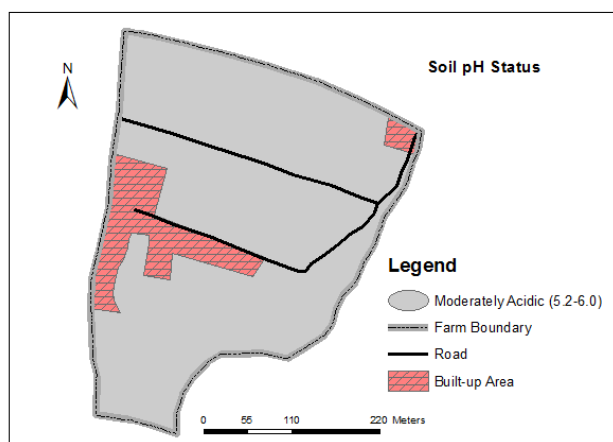 Soil pH Status
N
Legend
Moderately Acidic (5.2-6.0)
Farm Boundary
Road
Built-up Area
0 55 110 220 Meters